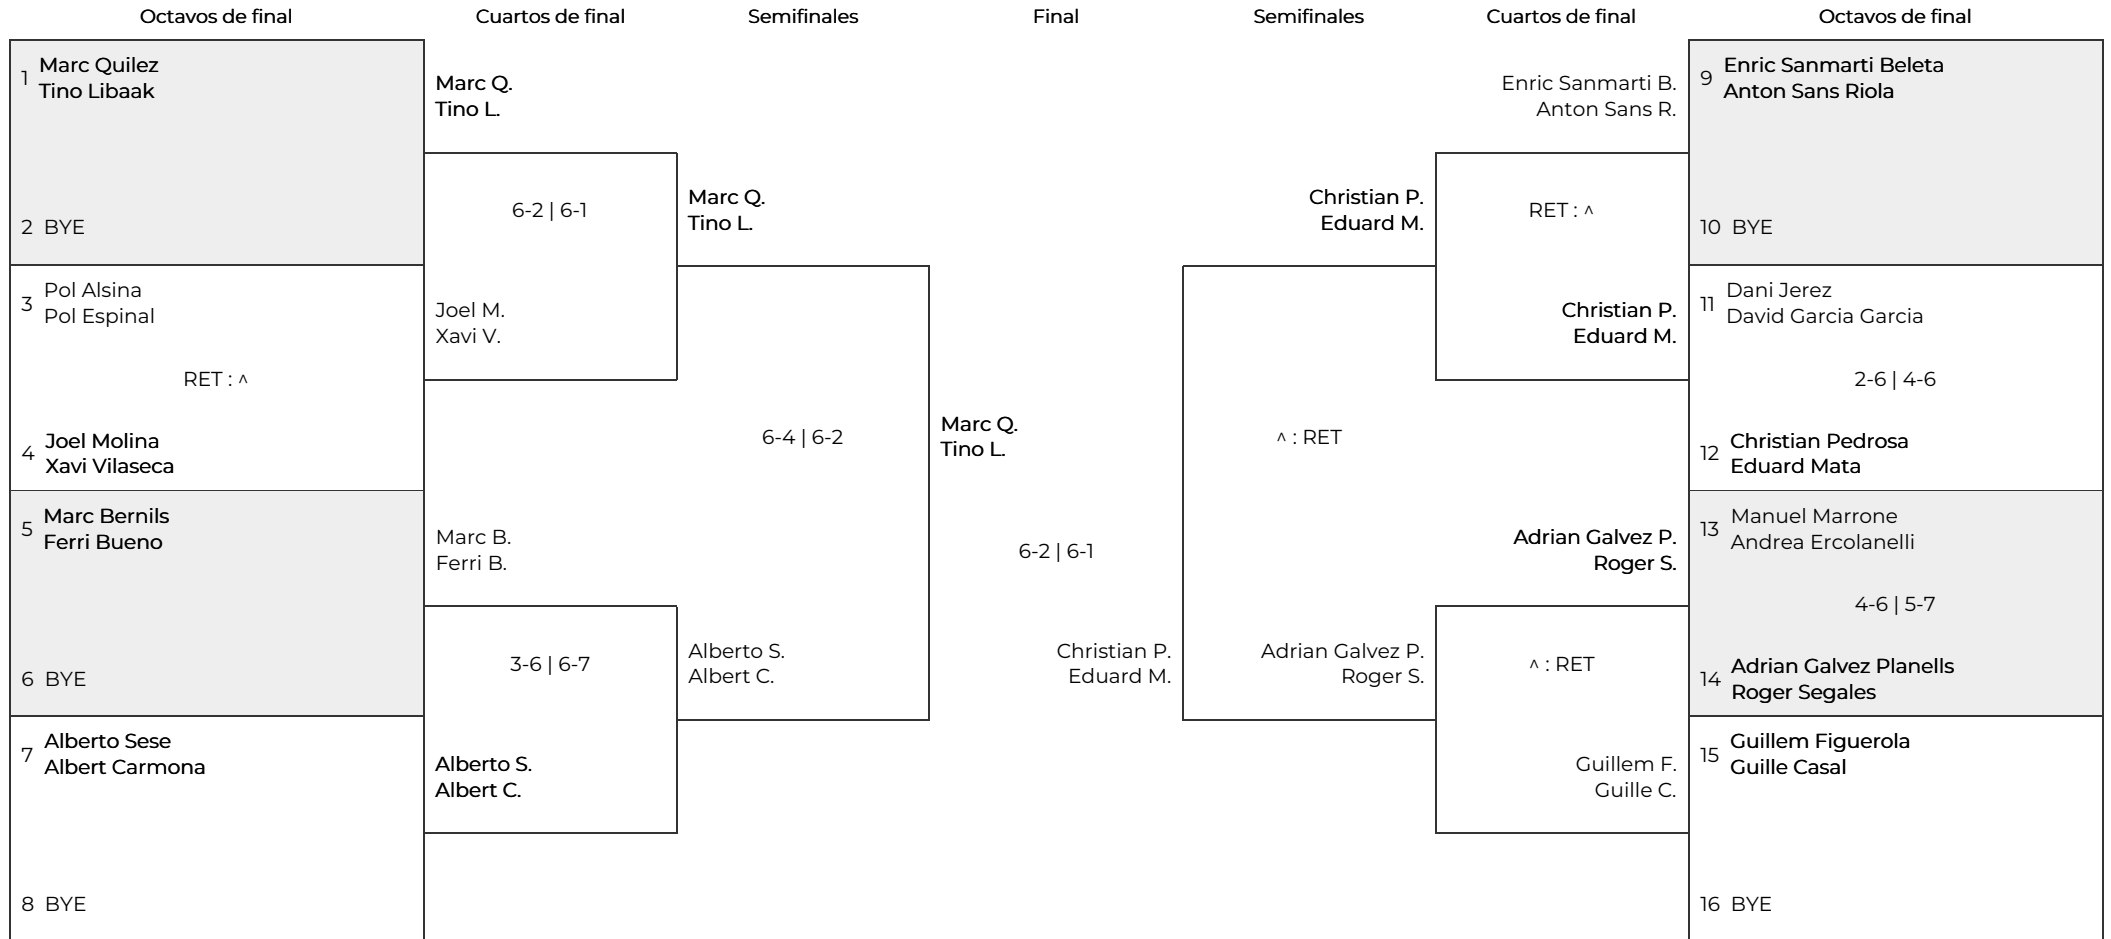 Octavos de final
Cuartos de final
Semifinales
Final
Semifinales
Cuartos de final
Octavos de final
1
Marc Quilez
Tino Libaak
2 BYE
3
Pol Alsina
Pol Espinal
RET : ^
4
Joel Molina
Xavi Vilaseca
5
Marc Bernils
Ferri Bueno
6 BYE
7
Alberto Sese
Albert Carmona
8 BYE
Marc Q.
Tino L.
6-2 | 6-1
Joel M.
Xavi V.
Marc B.
Ferri B.
3-6 | 6-7
Alberto S.
Albert C.
Marc Q.
Tino L.
6-4 | 6-2
Alberto S.
Albert C.
Marc Q.
Tino L.
6-2 | 6-1
Christian P.
Eduard M.
Christian P.
Eduard M.
^ : RET
Adrian Galvez P.
Roger S.
Enric Sanmarti B.
Anton Sans R.
RET : ^
Christian P.
Eduard M.
Adrian Galvez P.
Roger S.
^ : RET
Guillem F.
Guille C.
9
Enric Sanmarti Beleta
Anton Sans Riola
10 BYE
11
Dani Jerez
David Garcia Garcia
2-6 | 4-6
12
Christian Pedrosa
Eduard Mata
13
Manuel Marrone
Andrea Ercolanelli
4-6 | 5-7
14
Adrian Galvez Planells
Roger Segales
15
Guillem Figuerola
Guille Casal
16 BYE